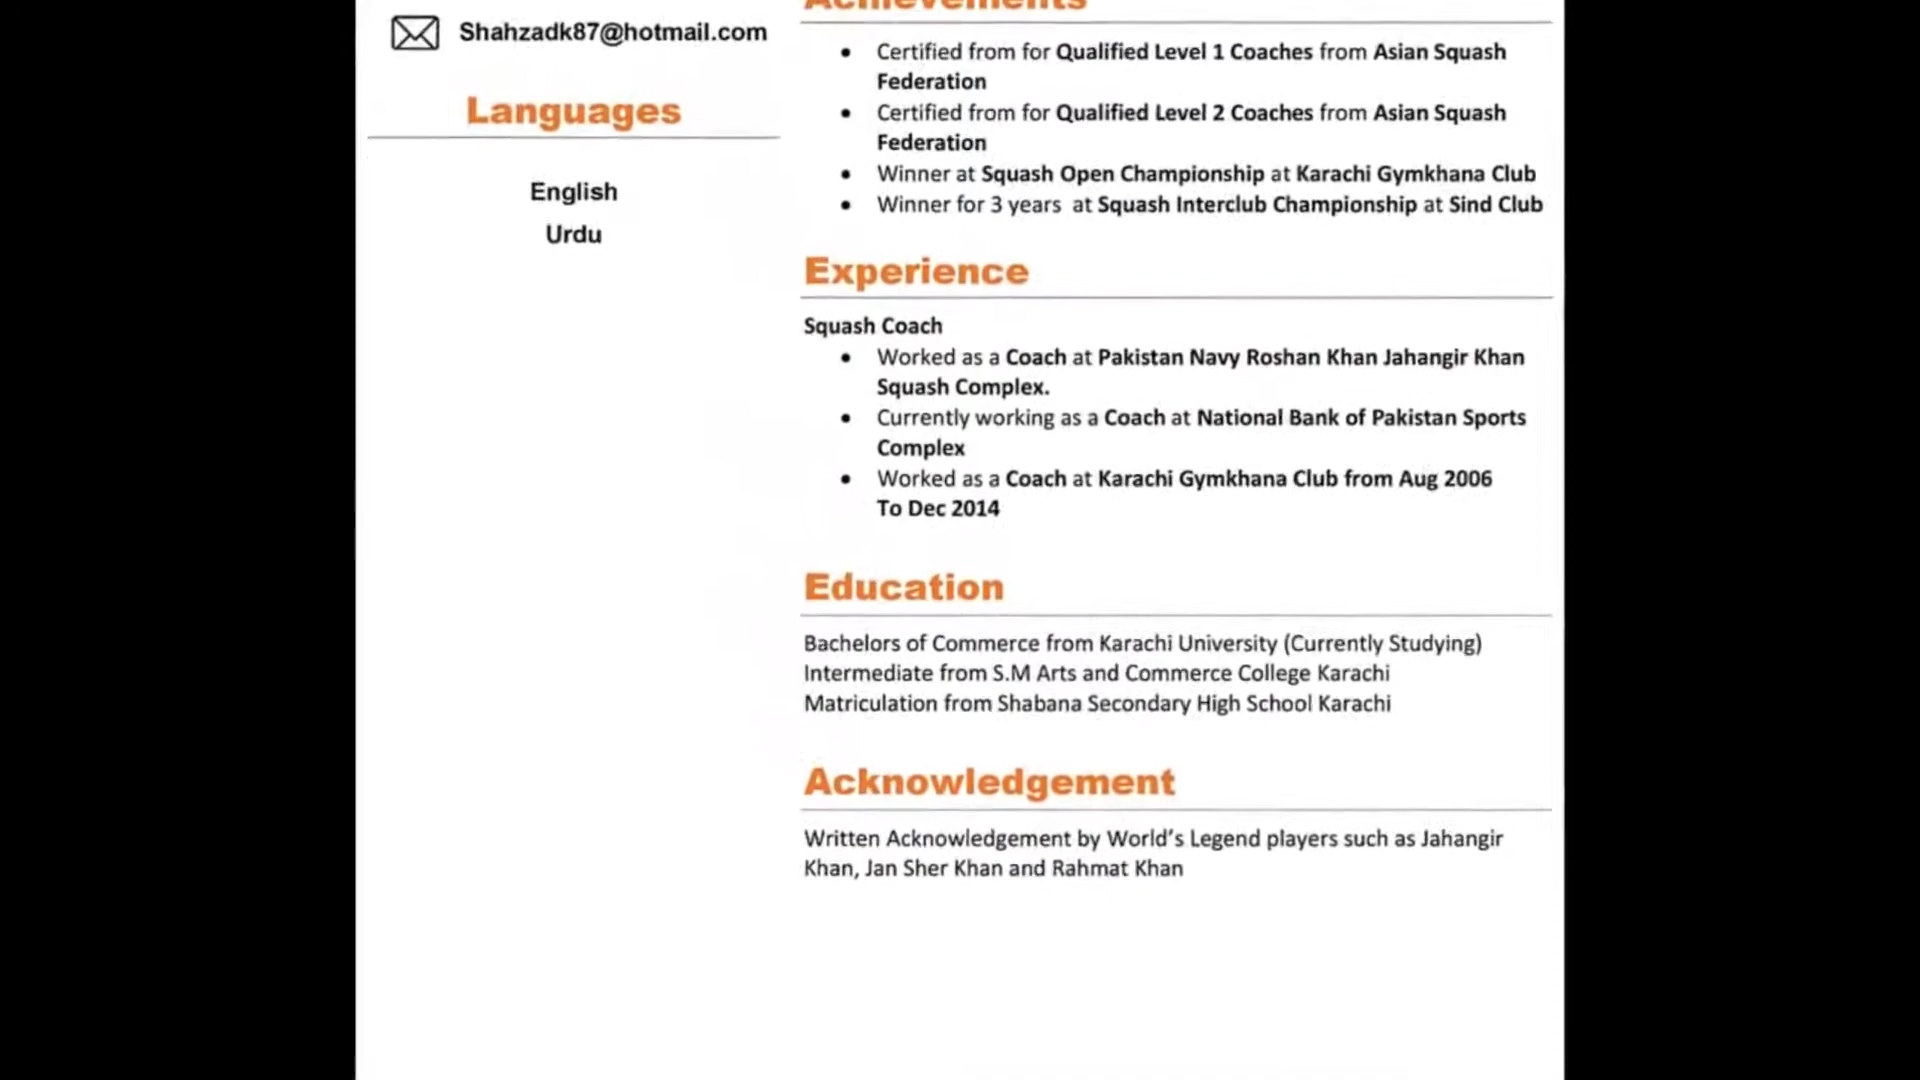 Shahzadk87@hotmail.com
Languages
English
Urdu
Achievements
• Certified from for Qualified Level 1 Coaches from Asian Squash
Federation
• Certified from for Qualified Level 2 Coaches from Asian Squash
Federation
• Winner at Squash Open Championship at Karachi Gymkhana Club
• Winner for 3 years at Squash Interclub Championship at Sind Club
Experience
Squash Coach
• Worked as a Coach at Pakistan Navy Roshan Khan Jahangir Khan
Squash Complex.
• Currently working as a Coach at National Bank of Pakistan Sports
Complex
• Worked as a Coach at Karachi Gymkhana Club from Aug 2006
To Dec 2014
Education
Bachelors of Commerce from Karachi University (Currently Studying)
Intermediate from S.M Arts and Commerce College Karachi
Matriculation from Shabana Secondary High School Karachi
Acknowledgement
Written Acknowledgement by World's Legend players such as Jahangir
Khan, Jan Sher Khan and Rahmat Khan